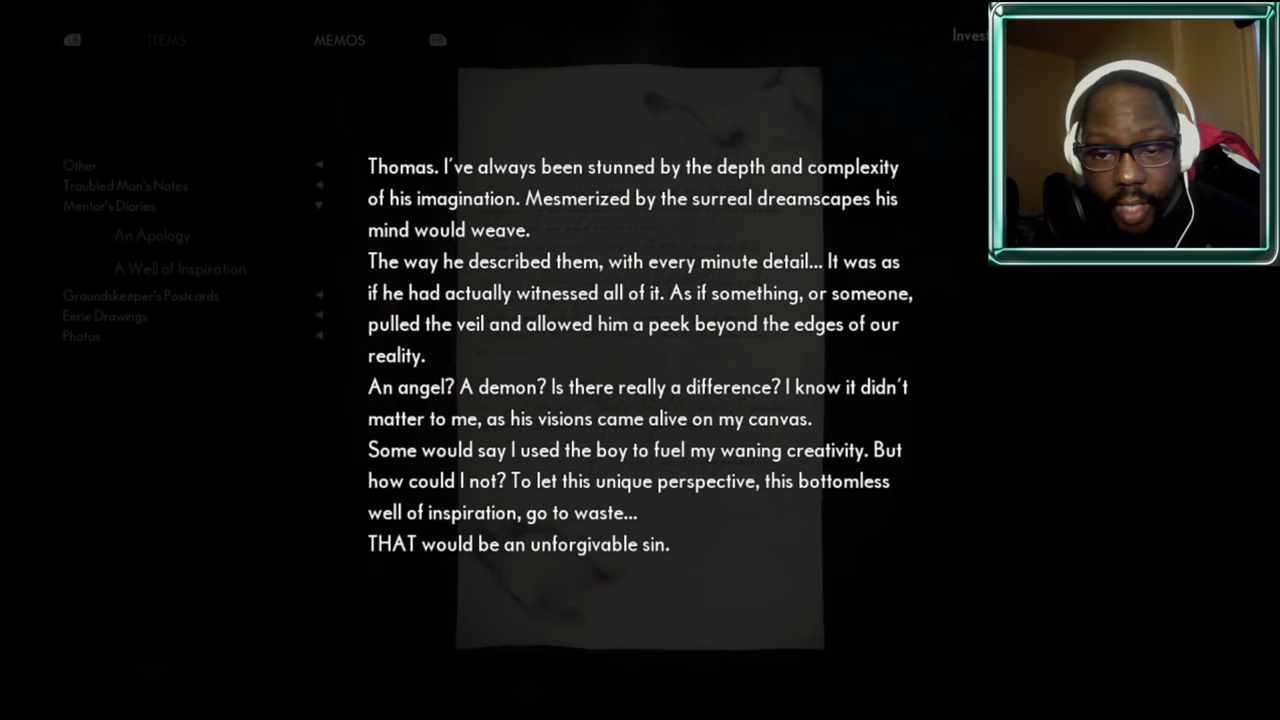 ITEMS
MEMOS
Invest
Other
Troubled Man's Notes
Mentor's Diaries
An Apology
A Well of Inspiration
Groundskeeper's Postcards
Eerie Drawings
Photos
Thomas. I've always been stunned by the depth and complexity
of his imagination. Mesmerized by the surreal dreamscapes his
mind would weave.
The way he described them, with every minute detail... It was as
if he had actually witnessed all of it. As if something, or someone,
pulled the veil and allowed him a peek beyond the edges of our
reality.
An angel? A demon? Is there really a difference? I know it didn't
matter to me, as his visions came alive on my canvas.
Some would say I used the boy to fuel my waning creativity. But
how could I not? To let this unique perspective, this bottomless
well of inspiration, go to waste...
THAT would be an unforgivable sin.